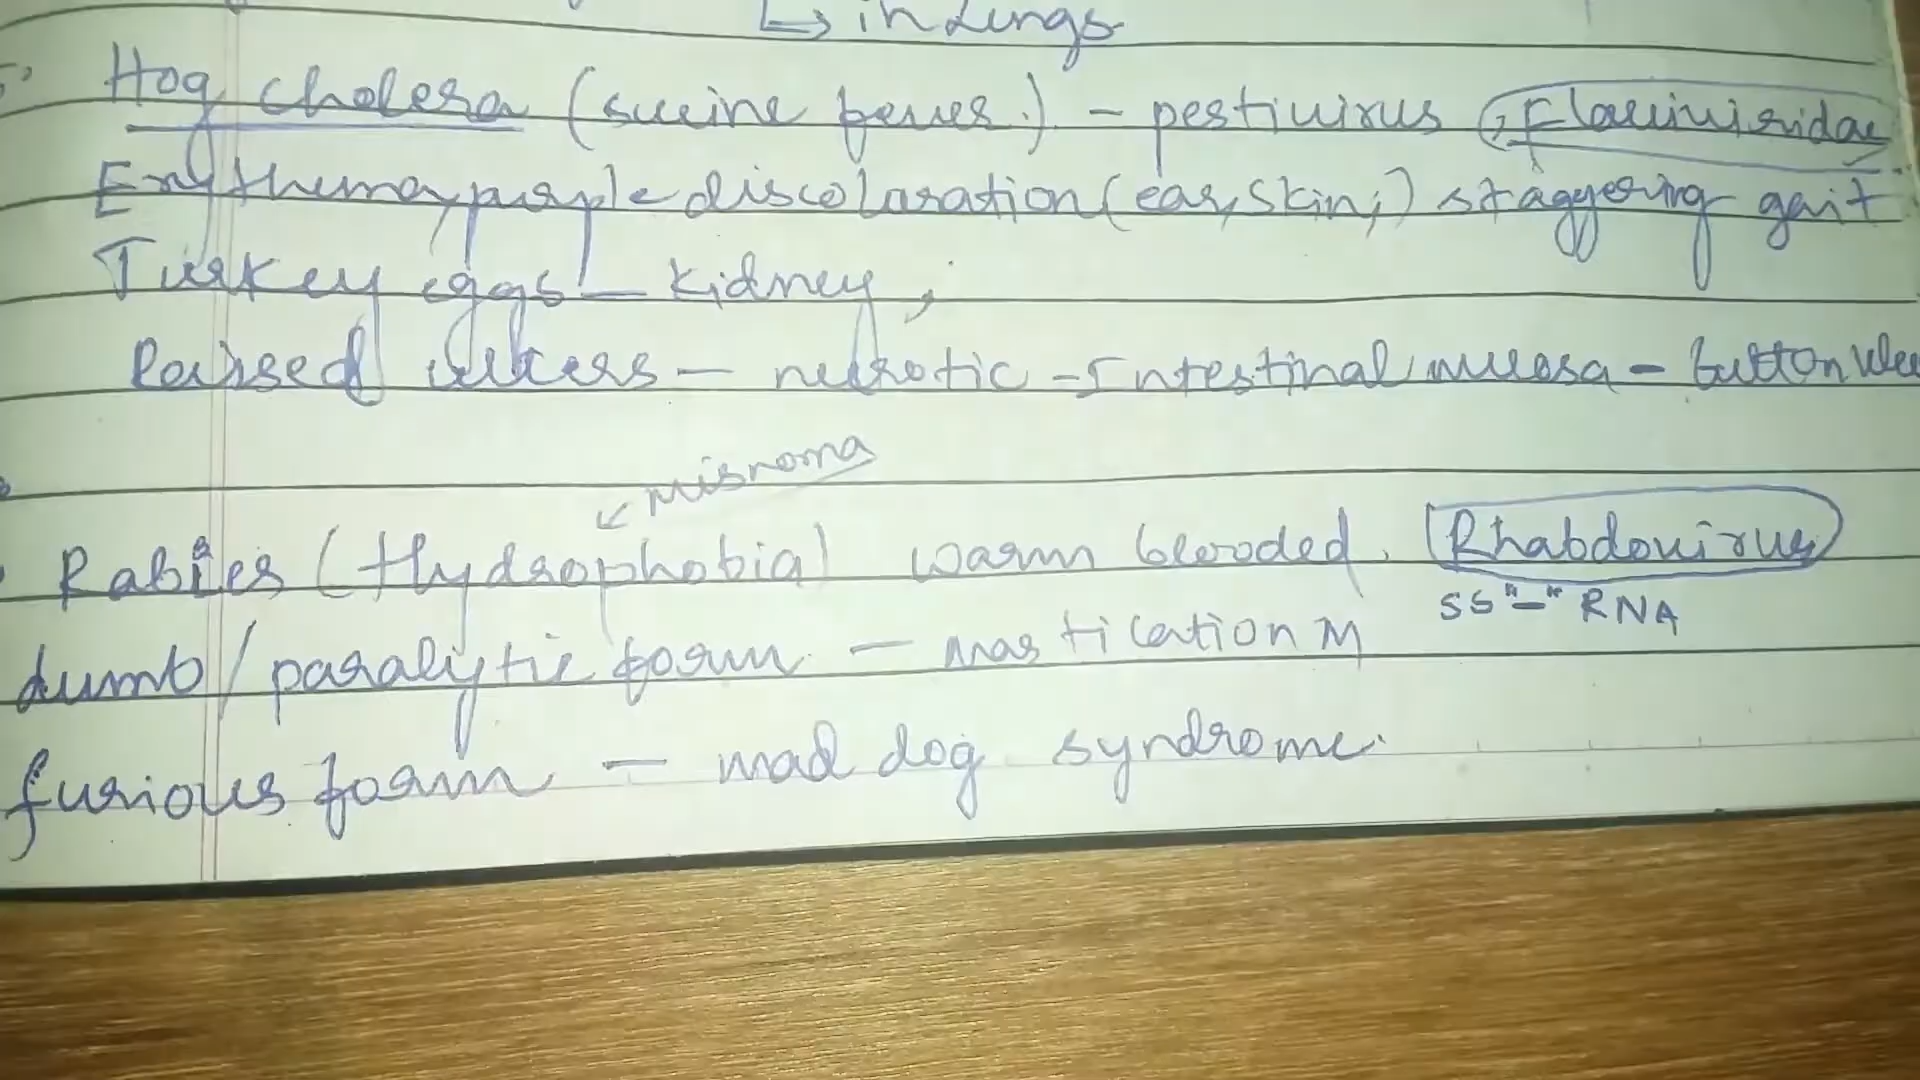 ↳ in Lungs
Hog cholera (swine fever.) - pestivirus, Flaviviridae
Erythema, purple discolaration (ear, skin,) staggering gait
Turkey eggs - kidney,
Raised ulcers - necrotic - Intestinal mucosa - button
↙ misnoma
Rabies (Hydrophobia) warm blooded. Rhabdovirus
ss "-" RNA
dumb / paralytic form. - mastication M
furious form - mad dog syndrome.